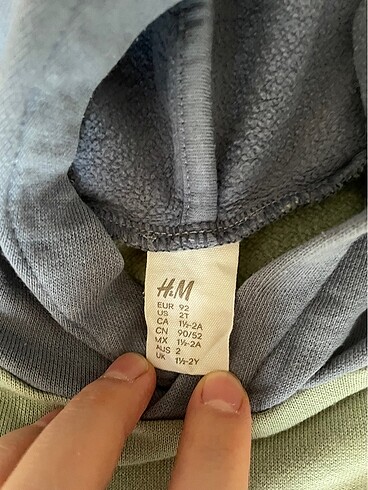 H&M
EUR 92
US 2T
CA 1½-2A
CN 90/52
MX 1½-2A
AUS 2
UK 1½-2Y